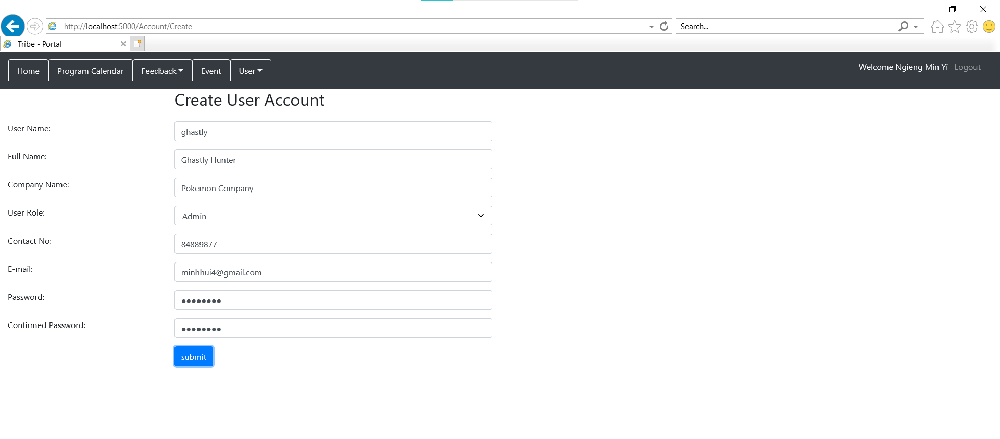 http://localhost:5000/Account/Create
Search...
Tribe - Portal
Home Program Calendar Feedback Event User Welcome Ngieng Min Yi Logout
Create User Account
User Name: ghastly
Full Name: Ghastly Hunter
Company Name: Pokemon Company
User Role: Admin
Contact No: 84889877
E-mail: minhhui4@gmail.com
Password: ●●●●●●●●
Confirmed Password: ●●●●●●●●
submit